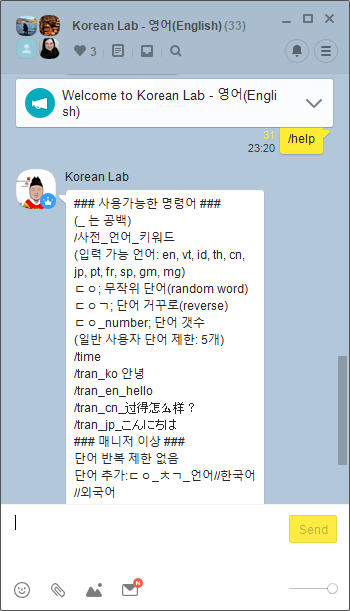 Korean Lab - 영어(English) (33)
3
Welcome to Korean Lab - 영어(Engli
sh)
31
23:20
/help
Korean Lab
### 사용가능한 명령어 ###
(_ 는 공백)
/사전_언어_키워드
(입력 가능 언어: en, vt, id, th, cn,
jp, pt, fr, sp, gm, mg)
ㄷㅇ; 무작위 단어(random word)
ㄷㅇㄱ; 단어 거꾸로(reverse)
ㄷㅇ_number; 단어 갯수
(일반 사용자 단어 제한: 5개)
/time
/tran_ko 안녕
/tran_en_hello
/tran_cn_过得怎么样？
/tran_jp_こんにちは
### 매니저 이상 ###
단어 반복 제한 없음
단어 추가:ㄷㅇ_ㅊㄱ_언어//한국어
//외국어
Send
N